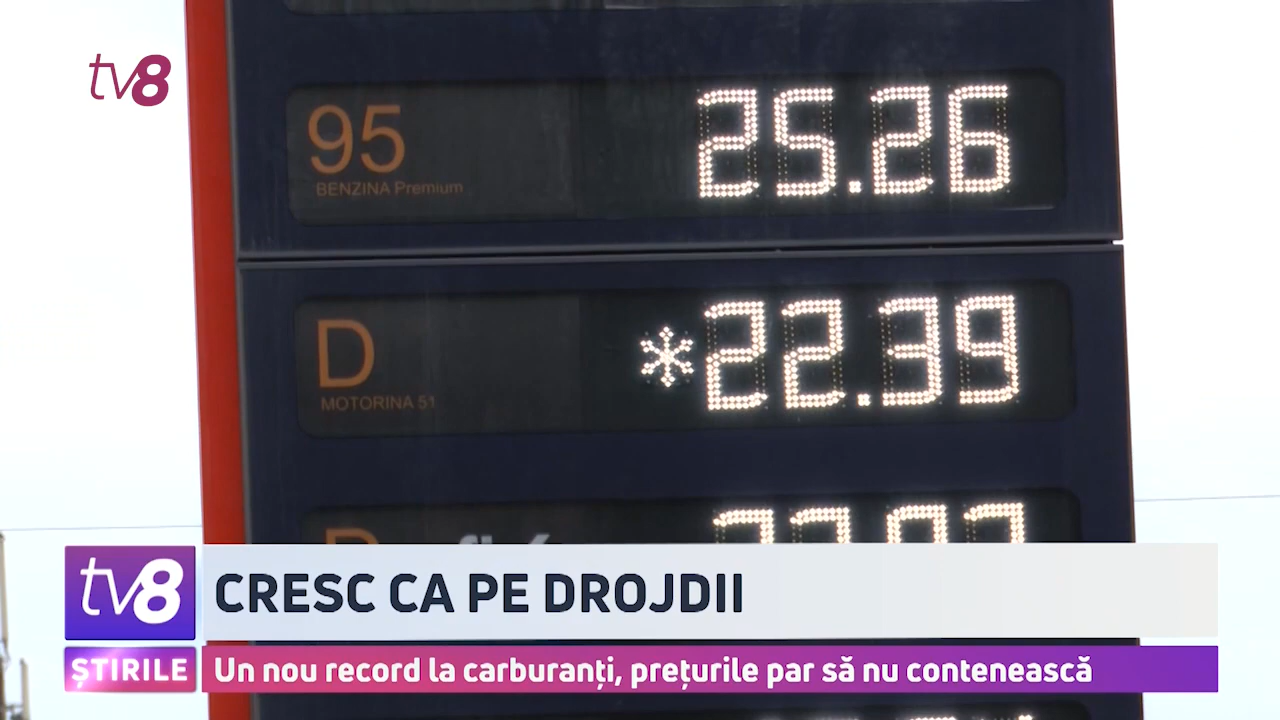 tv8
95
BENZINA Premium
25.26
D
MOTORINA 51
*22.39
tv8
CRESC CA PE DROJDII
ȘTIRILE
Un nou record la carburanți, prețurile par să nu contenească